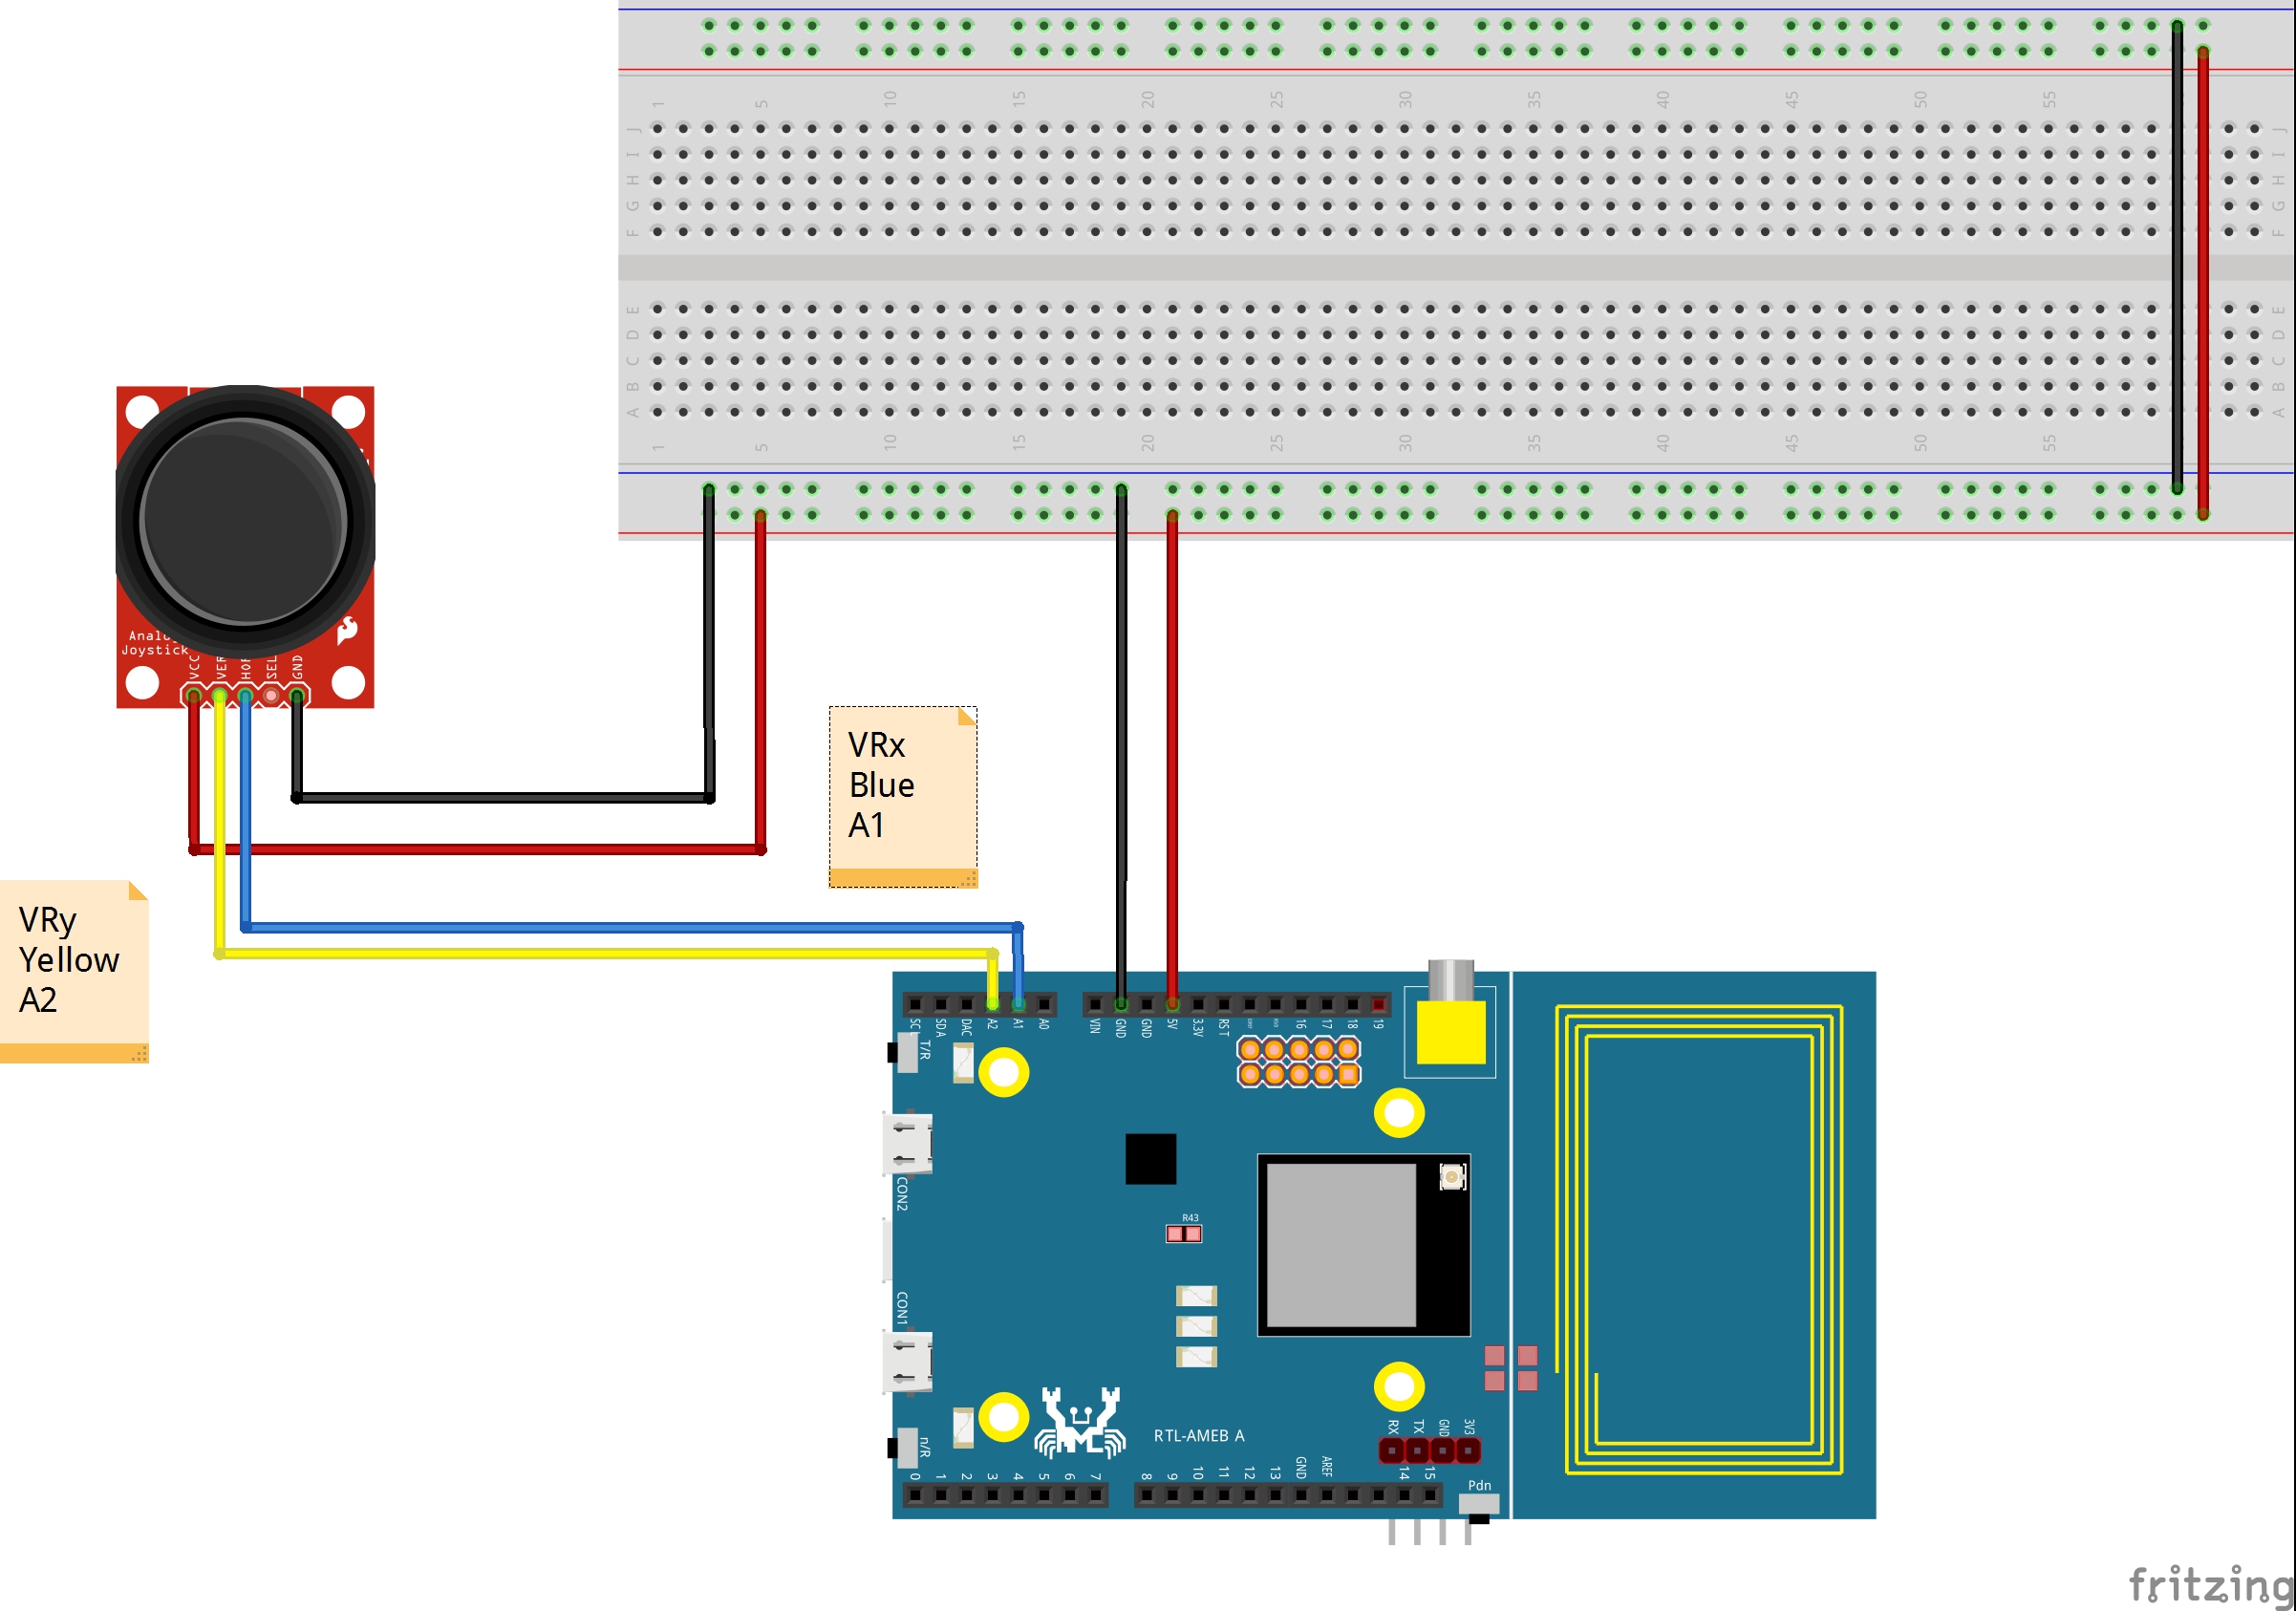 1 5 10 15 20 25 30 35 40 45 50 55
J J
I I
H H
G G
F F
E E
D D
C C
B B
A A
1 5 10 15 20 25 30 35 40 45 50 55
Joystick
VCC
SEL
GND
VRx
Blue
A1
VRy
Yellow
A2
SDA DAC A2 A1 A0 VIN GND GND 5V 3.3V RST 16 17 18 19
T/R
CON2
R43
CON1
n/R
RTL-AMEB A
RX TX GND 3V3
0 1 2 3 4 5 6 7 8 9 10 11 12 13 GND AREF 14 15
Pdn
fritzing